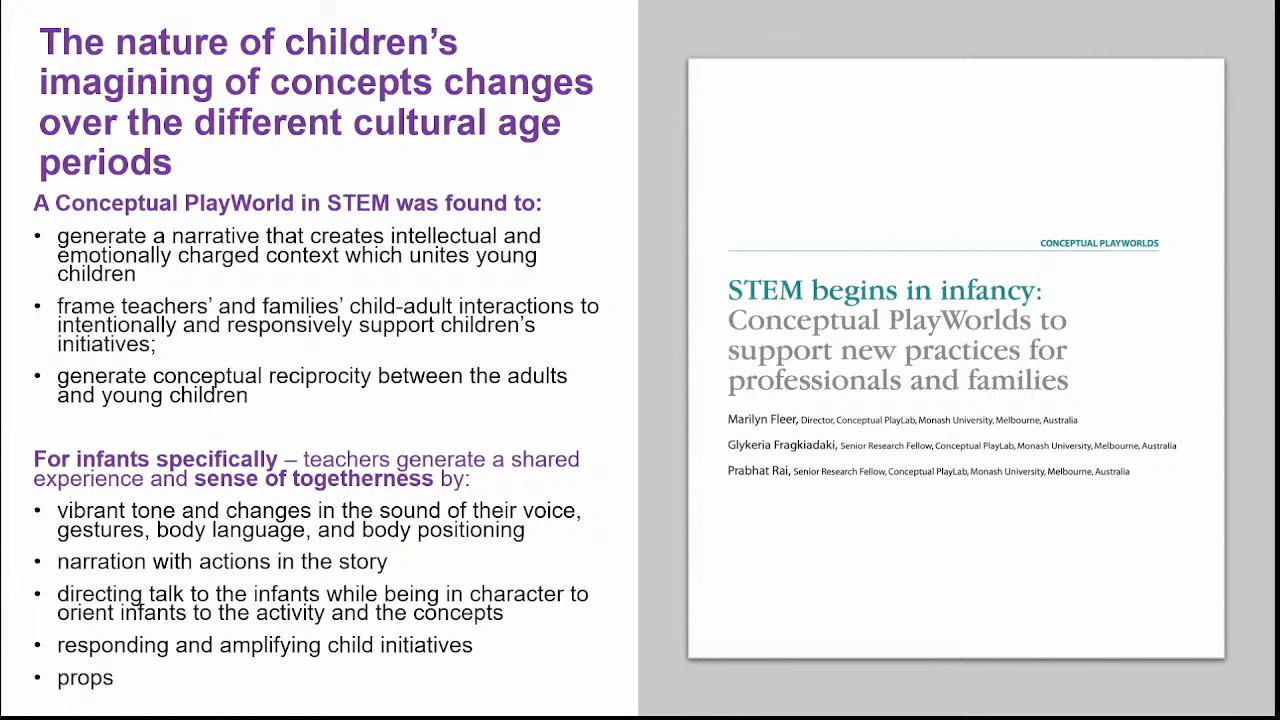 The nature of children's
imagining of concepts changes
over the different cultural age
periods
A Conceptual PlayWorld in STEM was found to:
• generate a narrative that creates intellectual and
emotionally charged context which unites young
children
• frame teachers' and families' child-adult interactions to
intentionally and responsively support children's
initiatives;
• generate conceptual reciprocity between the adults
and young children
For infants specifically – teachers generate a shared
experience and sense of togetherness by:
• vibrant tone and changes in the sound of their voice,
gestures, body language, and body positioning
• narration with actions in the story
• directing talk to the infants while being in character to
orient infants to the activity and the concepts
• responding and amplifying child initiatives
• props
CONCEPTUAL PLAYWORLDS
STEM begins in infancy:
Conceptual PlayWorlds to
support new practices for
professionals and families
Marilyn Fleer, Director, Conceptual PlayLab, Monash University, Melbourne, Australia
Glykeria Fragkiadaki, Senior Research Fellow, Conceptual PlayLab, Monash University, Melbourne, Australia
Prabhat Rai, Senior Research Fellow, Conceptual PlayLab, Monash University, Melbourne, Australia